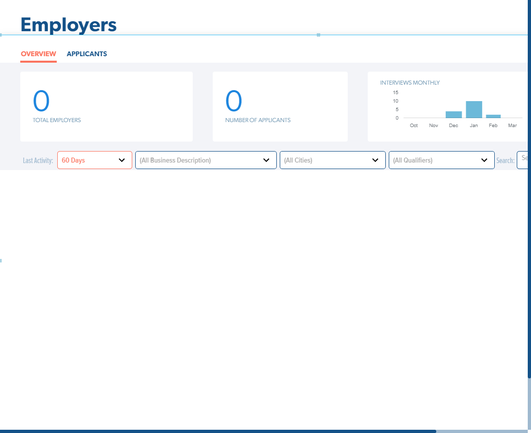 Employers
OVERVIEW APPLICANTS
0
TOTAL EMPLOYERS
0
NUMBER OF APPLICANTS
INTERVIEWS MONTHLY
15
10
5
0
Oct Nov Dec Jan Feb Mar
Last Activity: 60 Days (All Business Description) (All Cities) (All Qualifiers) Search: Se